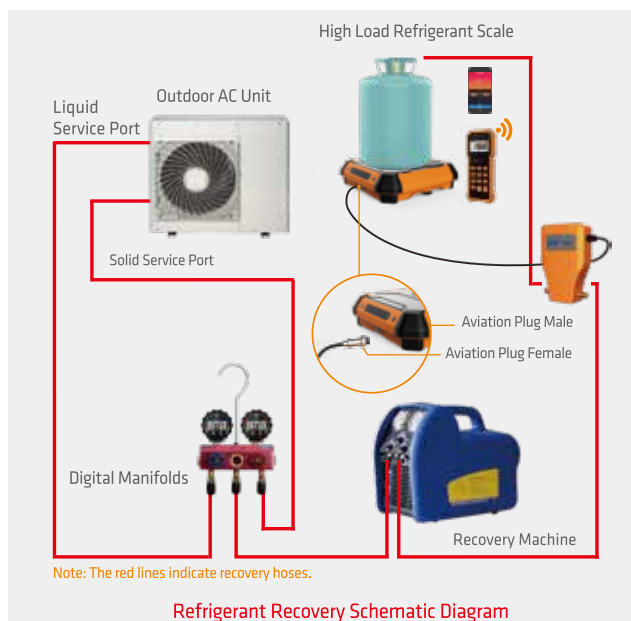 High Load Refrigerant Scale
Outdoor AC Unit
Liquid
Service Port
Solid Service Port
Aviation Plug Male
Aviation Plug Female
Digital Manifolds
Recovery Machine
Note: The red lines indicate recovery hoses.
Refrigerant Recovery Schematic Diagram